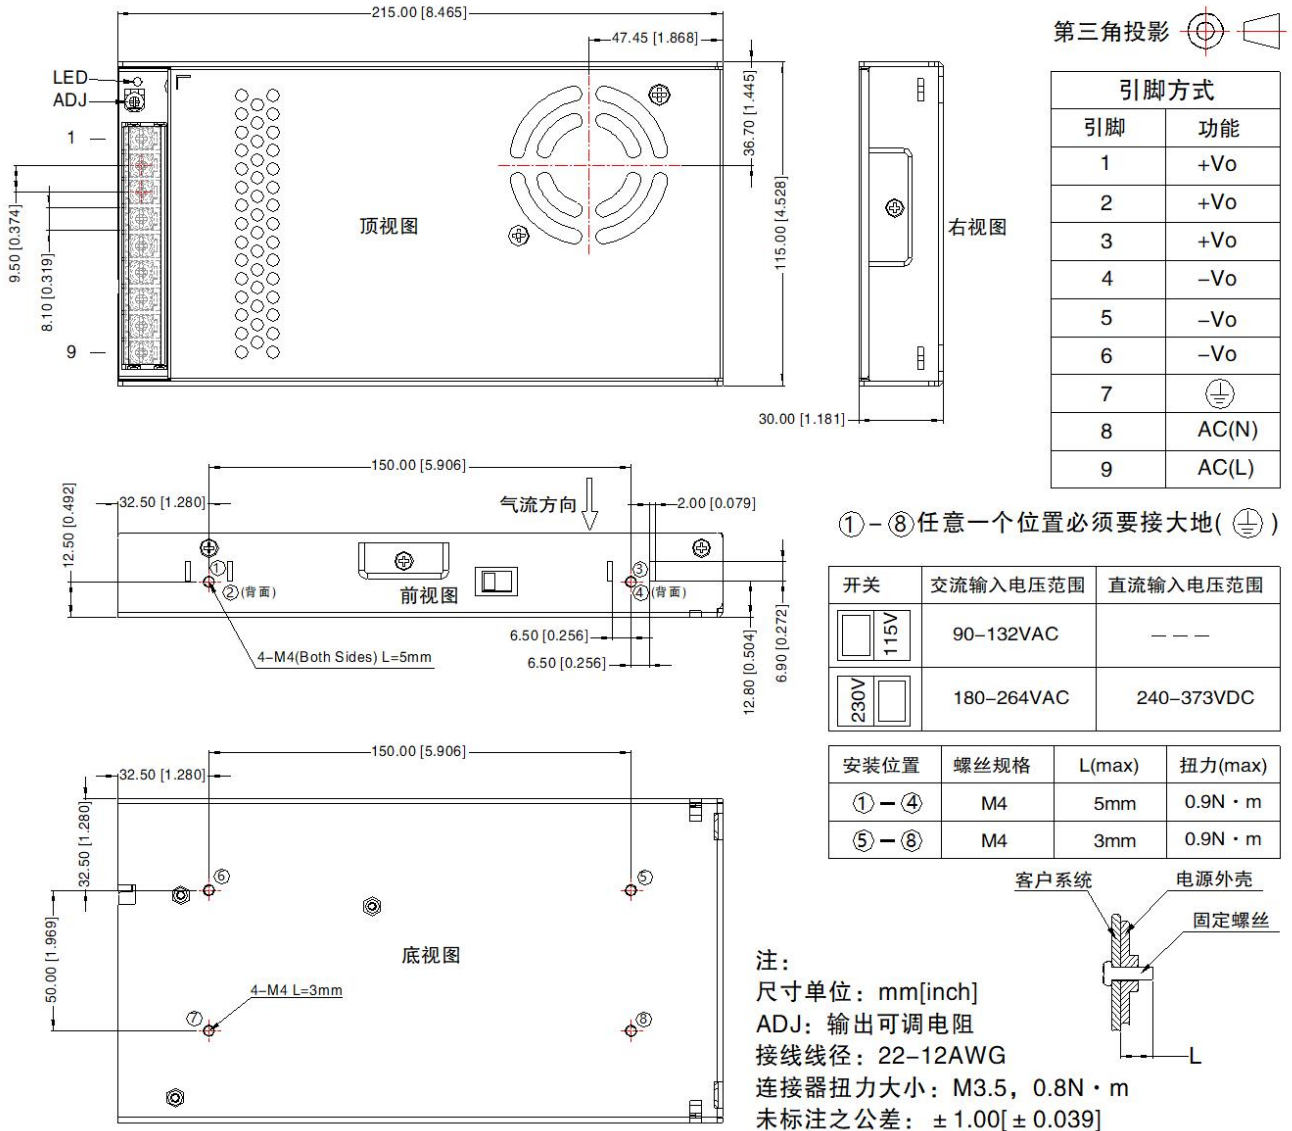 215.00 [8.465]
47.45 [1.868]
第三角投影
LED
ADJ
1
9
9.50 [0.374]
8.10 [0.319]
顶视图
36.70 [1.445]
115.00 [4.528]
右视图
30.00 [1.181]
引脚方式
引脚 功能
1 +Vo
2 +Vo
3 +Vo
4 –Vo
5 –Vo
6 –Vo
7
8 AC(N)
9 AC(L)
150.00 [5.906]
32.50 [1.280]
12.50 [0.492]
气流方向
2.00 [0.079]
① ③
②(背面) 前视图 ④(背面)
6.50 [0.256]
6.50 [0.256]
12.80 [0.504]
6.90 [0.272]
4–M4(Both Sides) L=5mm
①–⑧任意一个位置必须要接大地( )
开关 交流输入电压范围 直流输入电压范围
115V 90–132VAC – – –
230V 180–264VAC 240–373VDC
安装位置 螺丝规格 L(max) 扭力(max)
①–④ M4 5mm 0.9N·m
⑤–⑧ M4 3mm 0.9N·m
150.00 [5.906]
32.50 [1.280]
32.50 [1.280]
50.00 [1.969]
⑥ ⑤
底视图
4–M4 L=3mm
⑦ ⑧
客户系统 电源外壳
固定螺丝
L
注:
尺寸单位: mm[inch]
ADJ: 输出可调电阻
接线线径: 22–12AWG
连接器扭力大小: M3.5, 0.8N·m
未标注之公差: ±1.00[±0.039]